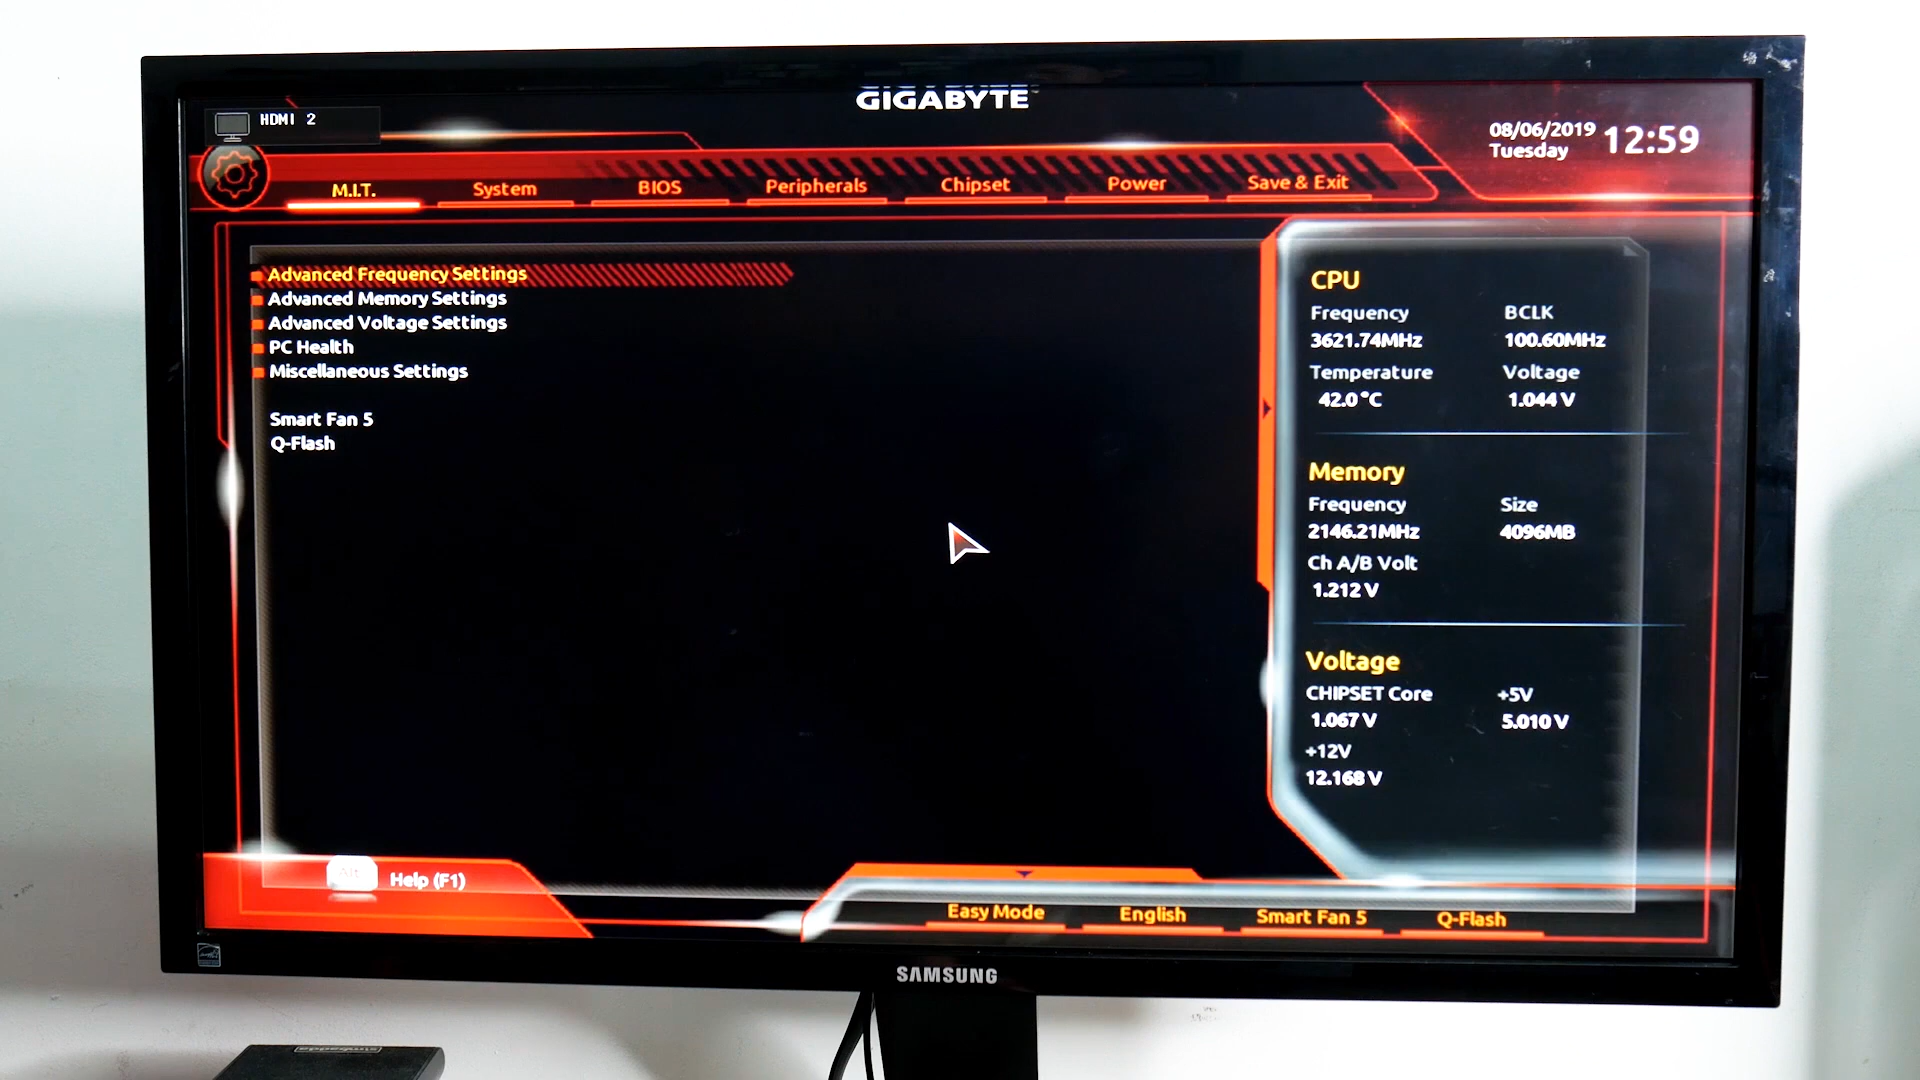 GIGABYTE
HDMI 2
08/06/2019
Tuesday
12:59
M.I.T.
System
BIOS
Peripherals
Chipset
Power
Save & Exit
Advanced Frequency Settings
Advanced Memory Settings
Advanced Voltage Settings
PC Health
Miscellaneous Settings
Smart Fan 5
Q-Flash
CPU
Frequency BCLK
3621.74MHz 100.60MHz
Temperature Voltage
42.0 °C 1.044 V
Memory
Frequency Size
2146.21MHz 4096MB
Ch A/B Volt
1.212 V
Voltage
CHIPSET Core +5V
1.067 V 5.010 V
+12V
12.168 V
Alt Help (F1)
Easy Mode
English
Smart Fan 5
Q-Flash
SAMSUNG